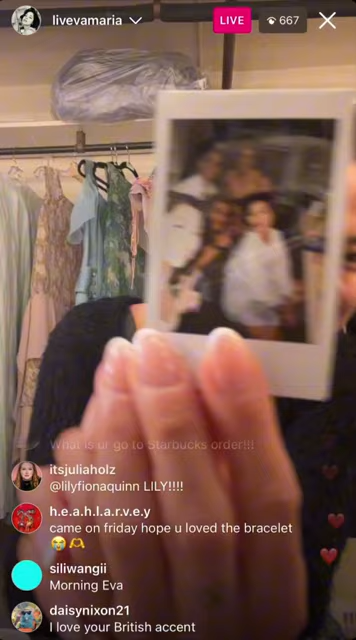 livevamaria
LIVE
667
What is ur go to Starbucks order!!!
itsjuliaholz
@lilyfionaquinn LILY!!!!
h.e.a.h.l.a.r.v.e.y
came on friday hope u loved the bracelet
😭🫶
siliwangii
Morning Eva
daisynixon21
I love your British accent